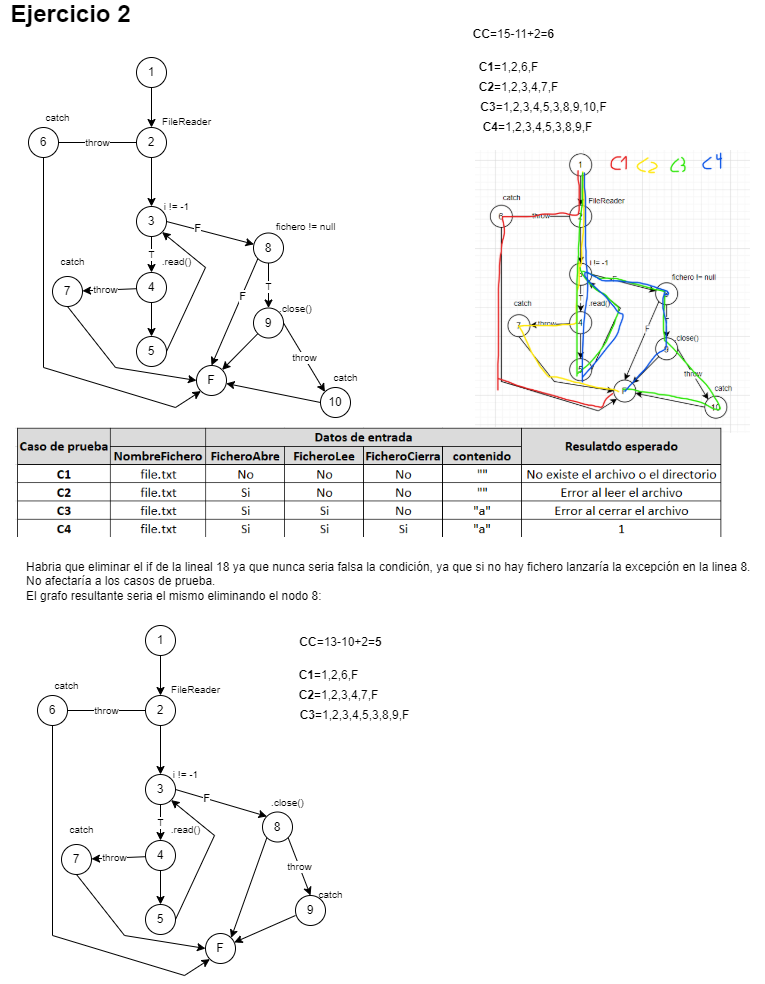 Ejercicio 2
CC=15-11+2=6
C1=1,2,6,F
C2=1,2,3,4,7,F
C3=1,2,3,4,5,3,8,9,10,F
C4=1,2,3,4,5,3,8,9,F
1
catch
FileReader
6
throw
2
i != -1
3
F
fichero != null
8
T
.read()
catch
7
throw
4
F
T
.close()
9
5
throw
F
catch
10
C1 C2 C3 C4
1
catch
FileReader
6
throw
2
i != -1
3
fichero != null
T
.read()
catch
7
throw
4
F
T
.close()
5
throw
catch
10
Caso de prueba
Datos de entrada
Resulatdo esperado
NombreFichero FicheroAbre FicheroLee FicheroCierra contenido
C1 file.txt No No No "" No existe el archivo o el directorio
C2 file.txt Si No No "" Error al leer el archivo
C3 file.txt Si Si No "a" Error al cerrar el archivo
C4 file.txt Si Si Si "a" 1
Habria que eliminar el if de la lineal 18 ya que nunca seria falsa la condición, ya que si no hay fichero lanzaría la excepción en la linea 8.
No afectaría a los casos de prueba.
El grafo resultante seria el mismo eliminando el nodo 8:
CC=13-10+2=5
C1=1,2,6,F
C2=1,2,3,4,7,F
C3=1,2,3,4,5,3,8,9,F
1
catch
FileReader
6
throw
2
i != -1
3
F
.close()
8
T
.read()
catch
7
throw
4
throw
catch
9
5
F